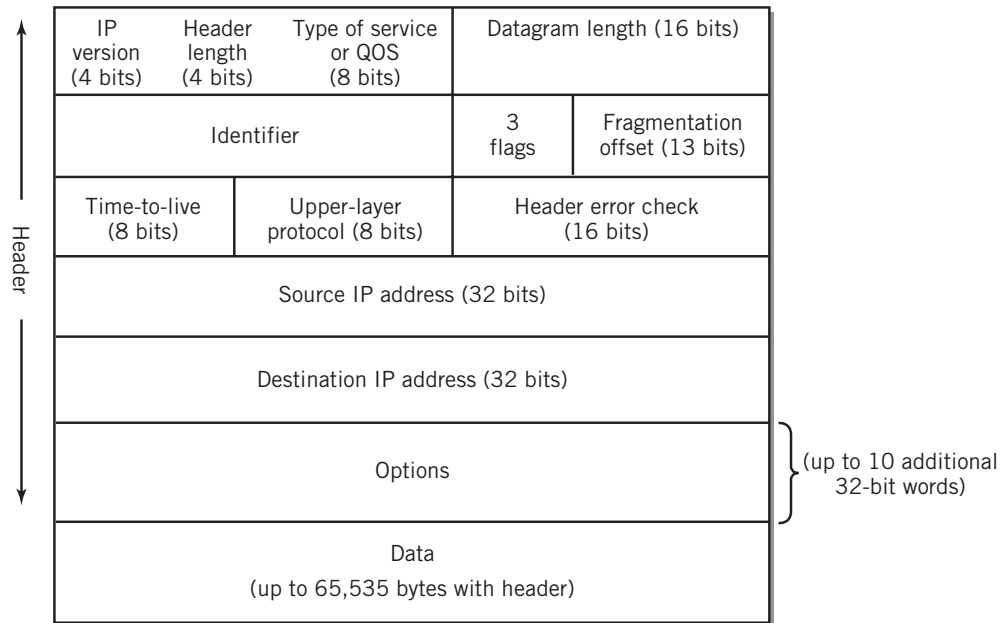 IP
version
(4 bits)
Header
length
(4 bits)
Type of service
or QOS
(8 bits)
Datagram length (16 bits)
Identifier
3
flags
Fragmentation
offset (13 bits)
Time-to-live
(8 bits)
Upper-layer
protocol (8 bits)
Header error check
(16 bits)
Header
Source IP address (32 bits)
Destination IP address (32 bits)
Options
(up to 10 additional
32-bit words)
Data
(up to 65,535 bytes with header)